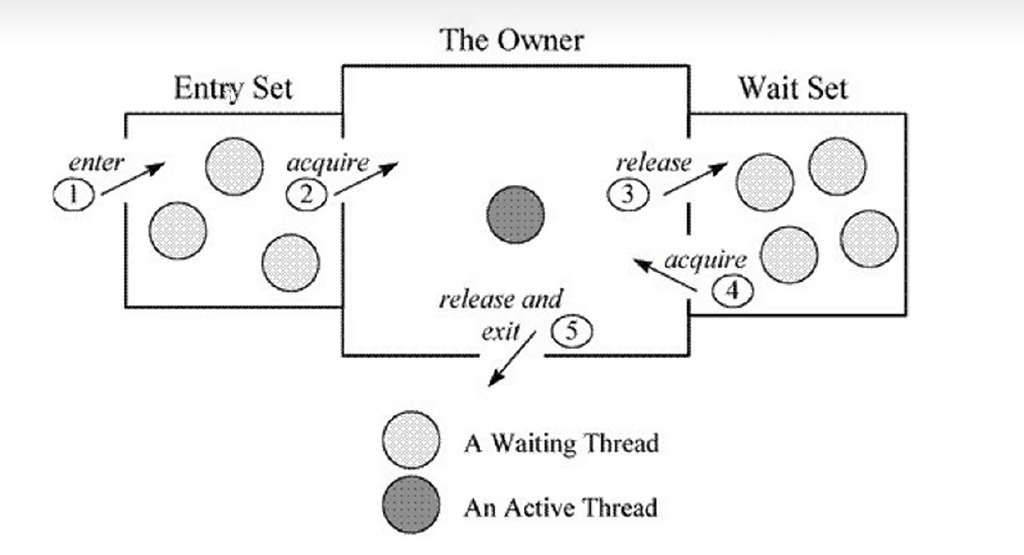 The Owner
Entry Set
Wait Set
enter
1
acquire
2
release
3
acquire
4
release and
exit 5
A Waiting Thread
An Active Thread